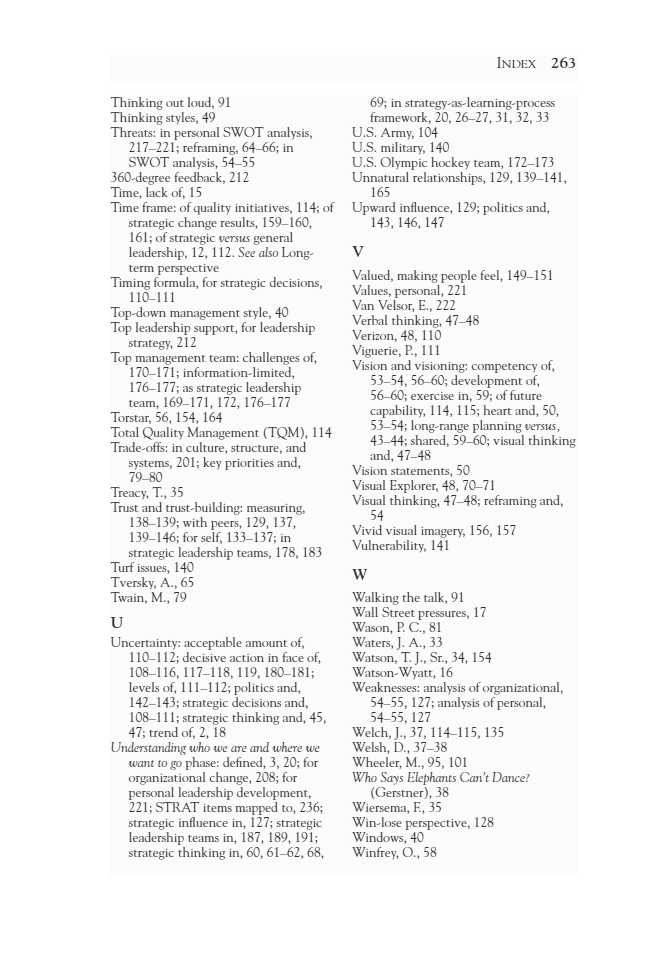 INDEX 263
Thinking out loud, 91
Thinking styles, 49
Threats: in personal SWOT analysis,
217–221; reframing, 64–66; in
SWOT analysis, 54–55
360-degree feedback, 212
Time, lack of, 15
Time frame: of quality initiatives, 114; of
strategic change results, 159–160,
161; of strategic versus general
leadership, 12, 112. See also Long-
term perspective
Timing formula, for strategic decisions,
110–111
Top-down management style, 40
Top leadership support, for leadership
strategy, 212
Top management team: challenges of,
170–171; information-limited,
176–177; as strategic leadership
team, 169–171, 172, 176–177
Torstar, 56, 154, 164
Total Quality Management (TQM), 114
Trade-offs: in culture, structure, and
systems, 201; key priorities and,
79–80
Treacy, T., 35
Trust and trust-building: measuring,
138–139; with peers, 129, 137,
139–146; for self, 133–137; in
strategic leadership teams, 178, 183
Turf issues, 140
Tversky, A., 65
Twain, M., 79
U
Uncertainty: acceptable amount of,
110–112; decisive action in face of,
108–116, 117–118, 119, 180–181;
levels of, 111–112; politics and,
142–143; strategic decisions and,
108–111; strategic thinking and, 45,
47; trend of, 2, 18
Understanding who we are and where we
want to go phase: defined, 3, 20; for
organizational change, 208; for
personal leadership development,
221; STRAT items mapped to, 236;
strategic influence in, 127; strategic
leadership teams in, 187, 189, 191;
strategic thinking in, 60, 61–62, 68,
69; in strategy-as-learning-process
framework, 20, 26–27, 31, 32, 33
U.S. Army, 104
U.S. military, 140
U.S. Olympic hockey team, 172–173
Unnatural relationships, 129, 139–141,
165
Upward influence, 129; politics and,
143, 146, 147
V
Valued, making people feel, 149–151
Values, personal, 221
Van Velsor, E., 222
Verbal thinking, 47–48
Verizon, 48, 110
Viguerie, P., 111
Vision and visioning: competency of,
53–54, 56–60; development of,
56–60; exercise in, 59; of future
capability, 114, 115; heart and, 50,
53–54; long-range planning versus,
43–44; shared, 59–60; visual thinking
and, 47–48
Vision statements, 50
Visual Explorer, 48, 70–71
Visual thinking, 47–48; reframing and,
54
Vivid visual imagery, 156, 157
Vulnerability, 141
W
Walking the talk, 91
Wall Street pressures, 17
Wason, P. C., 81
Waters, J. A., 33
Watson, T. J., Sr., 34, 154
Watson-Wyatt, 16
Weaknesses: analysis of organizational,
54–55, 127; analysis of personal,
54–55, 127
Welch, J., 37, 114–115, 135
Welsh, D., 37–38
Wheeler, M., 95, 101
Who Says Elephants Can't Dance?
(Gerstner), 38
Wiersema, F., 35
Win-lose perspective, 128
Windows, 40
Winfrey, O., 58